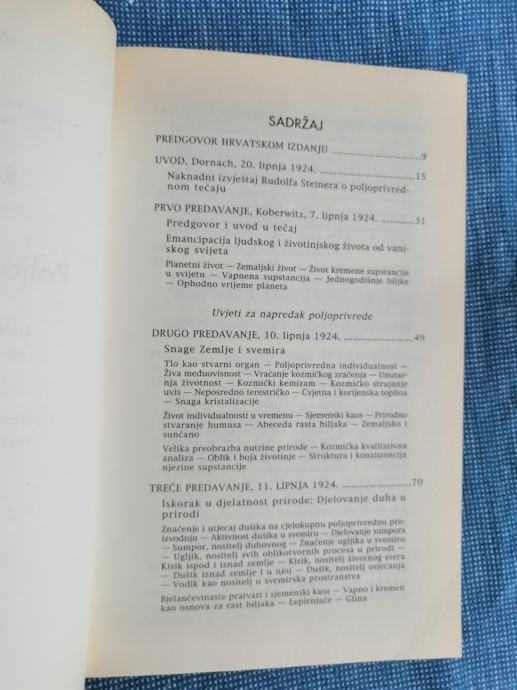 SADRŽAJ
PREDGOVOR HRVATSKOM IZDANJU ..............................9
UVOD, Dornach, 20. lipnja 1924. ..............................15
Naknadni izvještaj Rudolfa Steinera o poljoprivred-
nom tečaju
PRVO PREDAVANJE, Koberwitz, 7. lipnja 1924. ............31
Predgovor i uvod u tečaj
Emancipacija ljudskog i životinjskog života od vanj-
skog svijeta
Planetni život — Zemaljski život — Život kremene supstancije
u svijetu — Vapnena supstancija — Jednogodišnje biljke
— Ophodno vrijeme planeta
Uvjeti za napredak poljoprivrede
DRUGO PREDAVANJE, 10. lipnja 1924. ........................49
Snage Zemlje i svemira
Tlo kao stvarni organ — Poljoprivredna individualnost —
Živa međuovisnost — Vraćanje kozmičkog zračenja — Unutar-
nja životnost — Kozmički kemizam — Kozmičko strujanje
uvis — Neposredno terestričko — Cvjetna i korijenska toplina
— Snaga kristalizacije
Život individualnosti u vremenu — Sjemenski kaos — Prirodno
stvaranje humusa — Abeceda rasta biljaka — Zemaljsko i
sunčano
Velika preobrazba nutrine prirode — Kozmička kvalitativna
analiza — Oblik i boja životinje — Struktura i konzistencija
njezine supstancije
TREĆE PREDAVANJE, 11. LIPNJA 1924. ......................70
Iskorak u djelatnost prirode: Djelovanje duha u
prirodi
Značenje i utjecaj dušika na cjelokupnu poljoprivrednu pro-
izvodnju — Aktivnost dušika u svemiru — Djelovanje sumpora
— Sumpor, nositelj duhovnog — Značenje ugljika u svemiru
— Ugljik, nositelj svih oblikotvornih procesa u prirodi —
Kisik ispod i iznad zemlje — Kisik, nositelj životnog etera
— Dušik iznad zemlje i u njoj — Dušik, nositelj osjećanja
— Vodik kao nositelj u svemirska prostranstva
Bjelančevinaste pratvari i sjemenski kaos — Vapno i kremen
kao osnova za rast biljaka — Lepirnjače — Glina